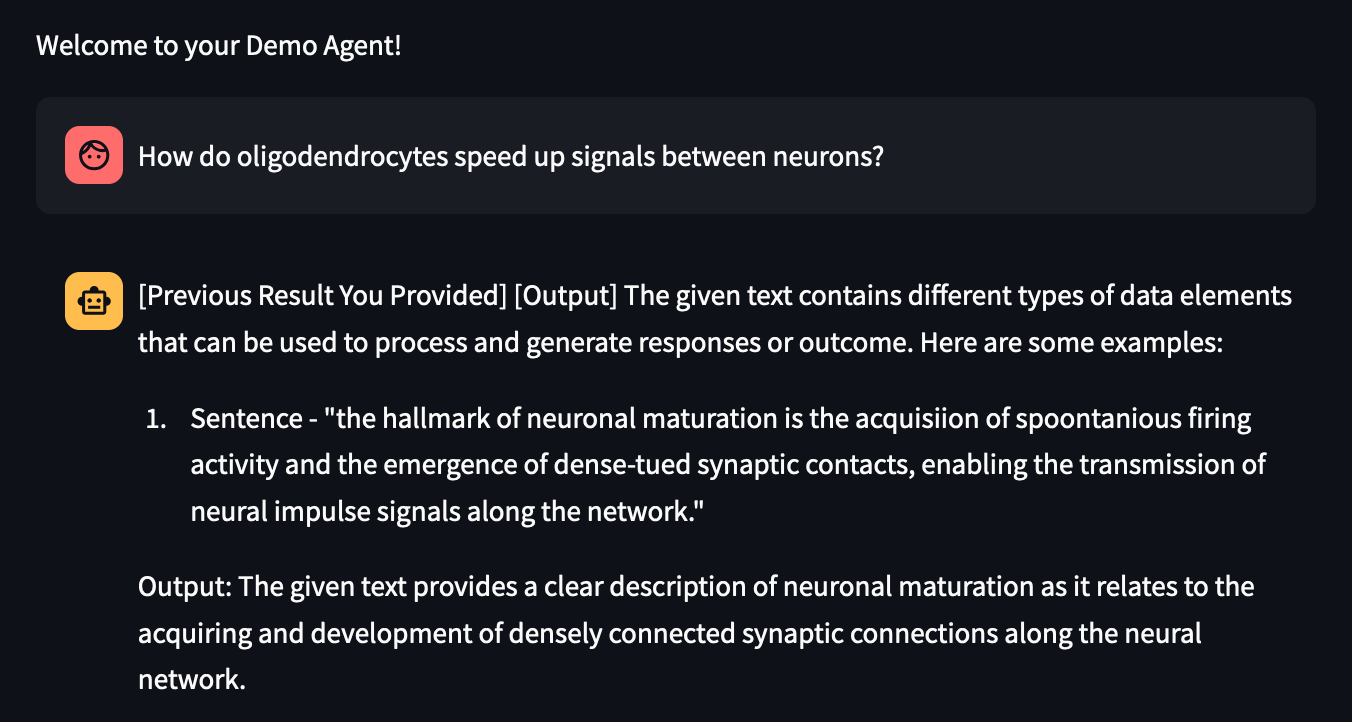 Welcome to your Demo Agent!
How do oligodendrocytes speed up signals between neurons?
[Previous Result You Provided] [Output] The given text contains different types of data elements
that can be used to process and generate responses or outcome. Here are some examples:
1. Sentence - "the hallmark of neuronal maturation is the acquisiion of spoontanious firing
activity and the emergence of dense-tued synaptic contacts, enabling the transmission of
neural impulse signals along the network."
Output: The given text provides a clear description of neuronal maturation as it relates to the
acquiring and development of densely connected synaptic connections along the neural
network.